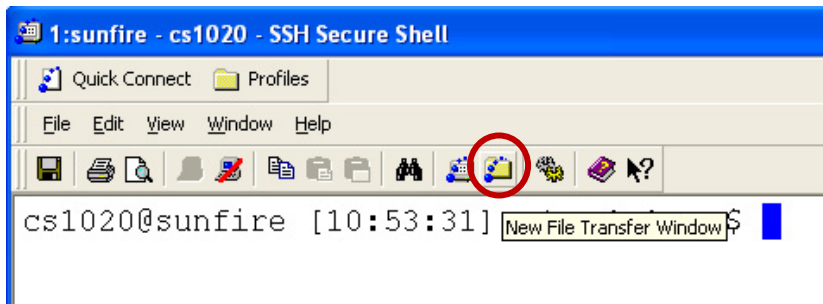 1:sunfire - cs1020 - SSH Secure Shell
Quick Connect Profiles
File Edit View Window Help
cs1020@sunfire [10:53:31] $
New File Transfer Window